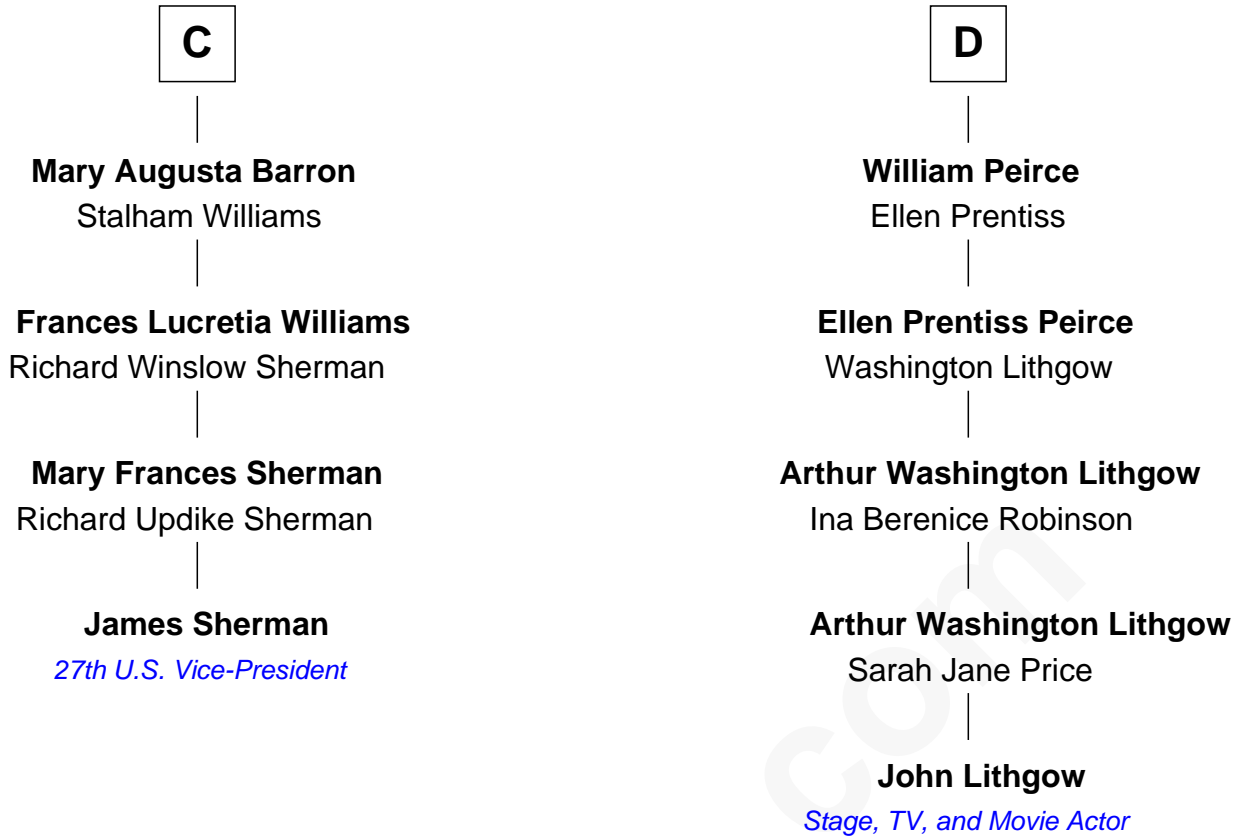 C
Mary Augusta Barron
Stalham Williams
Frances Lucretia Williams
Richard Winslow Sherman
Mary Frances Sherman
Richard Updike Sherman
James Sherman
27th U.S. Vice-President
D
William Peirce
Ellen Prentiss
Ellen Prentiss Peirce
Washington Lithgow
Arthur Washington Lithgow
Ina Berenice Robinson
Arthur Washington Lithgow
Sarah Jane Price
John Lithgow
Stage, TV, and Movie Actor
com